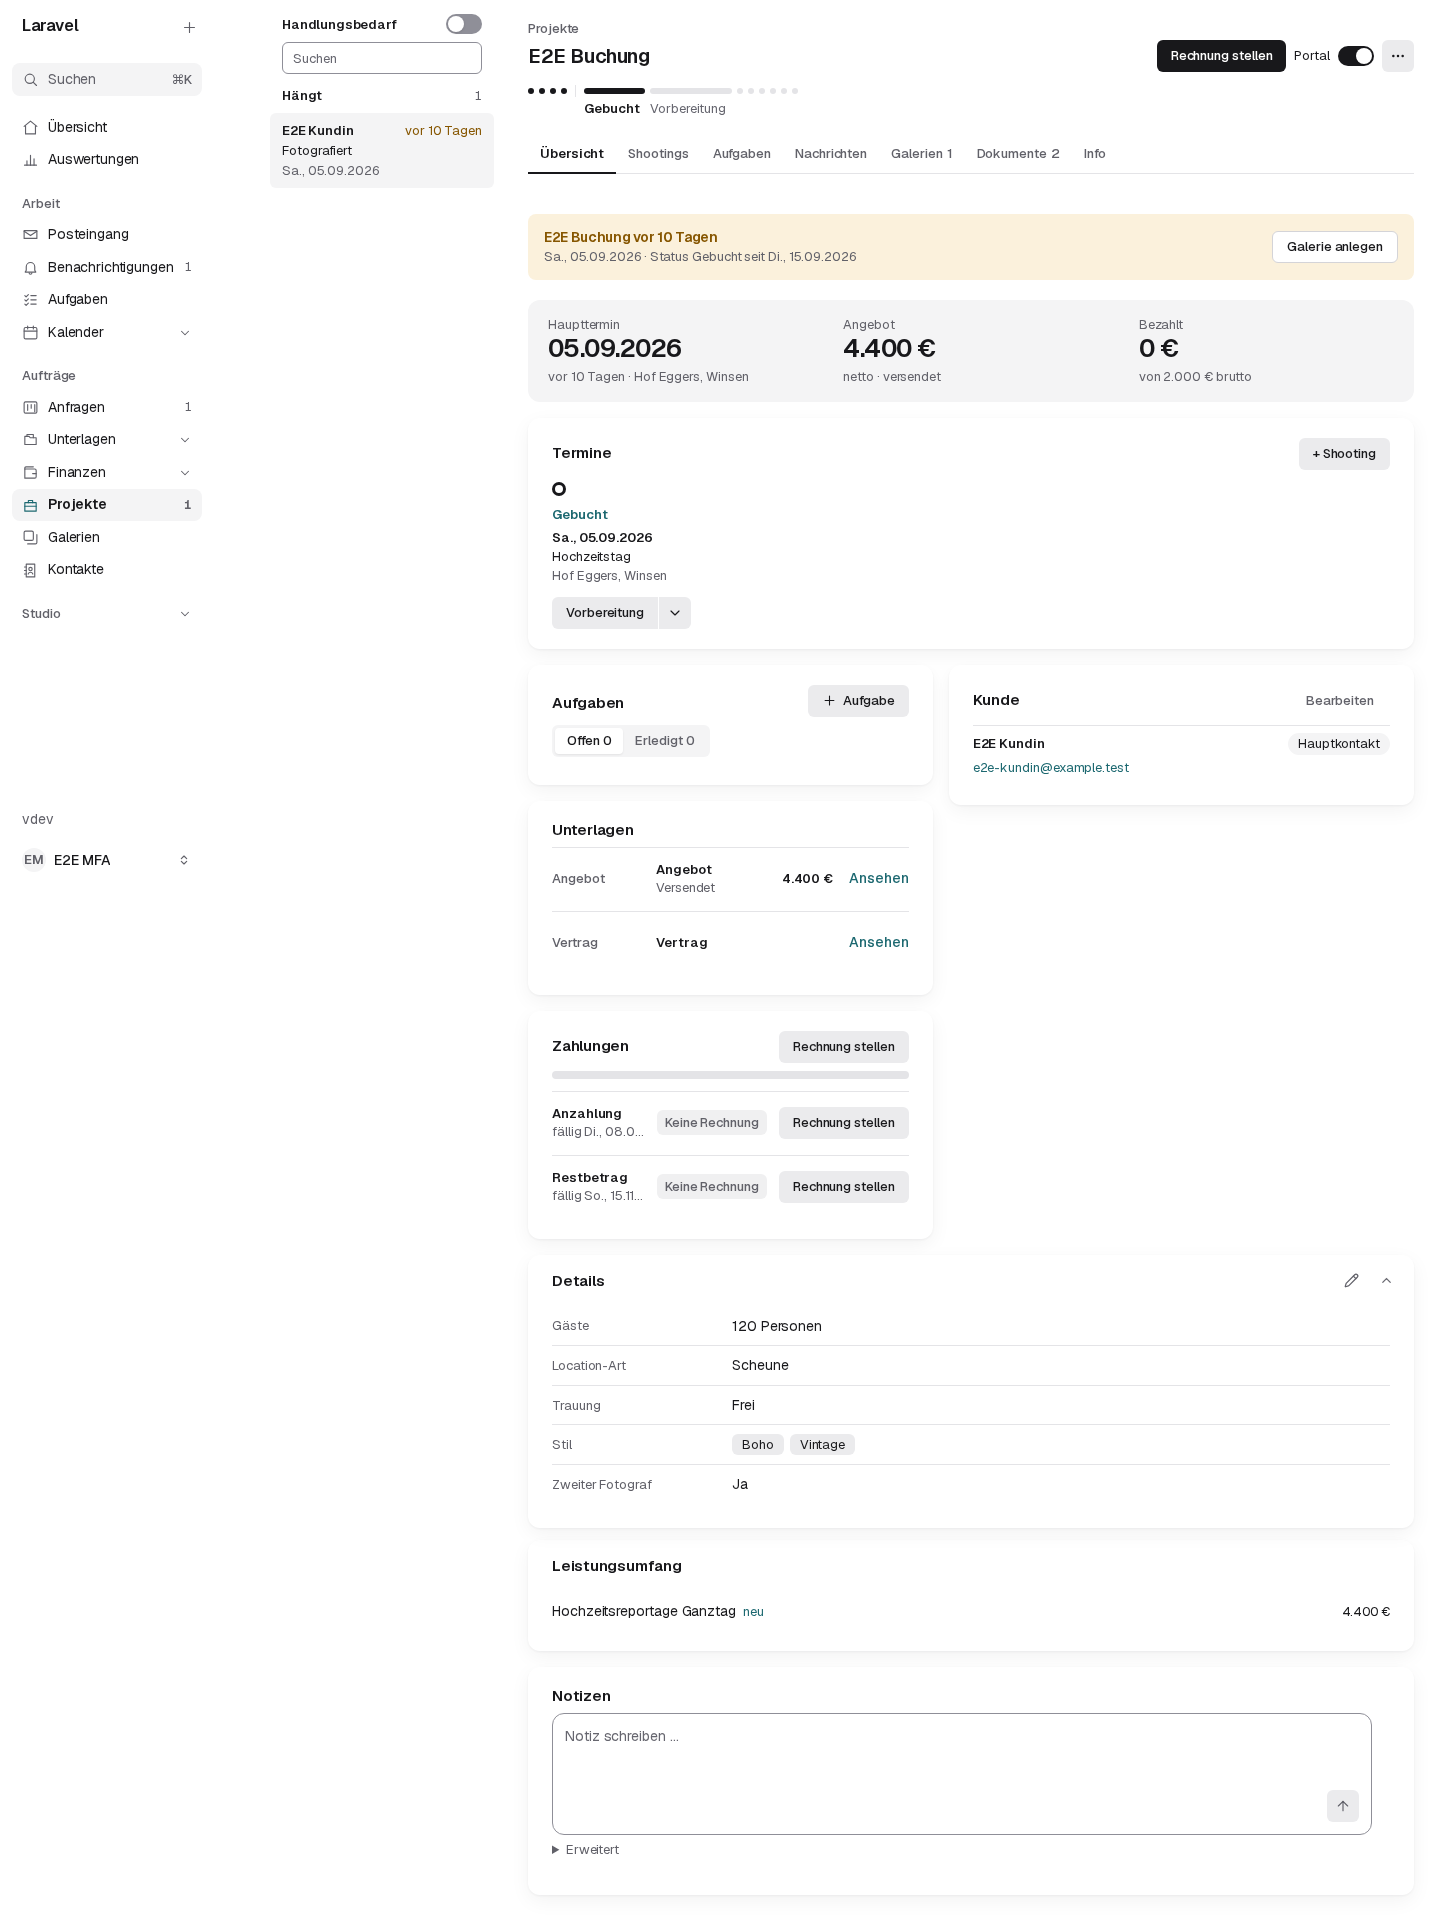 Laravel
Suchen ⌘K
Übersicht
Auswertungen
Arbeit
Posteingang
Benachrichtigungen 1
Aufgaben
Kalender
Aufträge
Anfragen 1
Unterlagen
Finanzen
Projekte 1
Galerien
Kontakte
Studio
vdev
EM E2E MFA
Handlungsbedarf
Suchen
Hängt 1
E2E Kundin vor 10 Tagen
Fotografiert
Sa., 05.09.2026
Projekte
E2E Buchung
Rechnung stellen Portal
Gebucht Vorbereitung
Übersicht Shootings Aufgaben Nachrichten Galerien 1 Dokumente 2 Info
E2E Buchung vor 10 Tagen
Sa., 05.09.2026 · Status Gebucht seit Di., 15.09.2026
Galerie anlegen
Haupttermin
05.09.2026
vor 10 Tagen · Hof Eggers, Winsen
Angebot
4.400 €
netto · versendet
Bezahlt
0 €
von 2.000 € brutto
Termine
+ Shooting
Gebucht
Sa., 05.09.2026
Hochzeitstag
Hof Eggers, Winsen
Vorbereitung
Aufgaben
Aufgabe
Offen 0 Erledigt 0
Kunde
Bearbeiten
E2E Kundin Hauptkontakt
e2e-kundin@example.test
Unterlagen
Angebot Angebot 4.400 € Ansehen
Versendet
Vertrag Vertrag Ansehen
Zahlungen
Rechnung stellen
Anzahlung Keine Rechnung Rechnung stellen
fällig Di., 08.0...
Restbetrag Keine Rechnung Rechnung stellen
fällig So., 15.11...
Details
Gäste 120 Personen
Location-Art Scheune
Trauung Frei
Stil Boho Vintage
Zweiter Fotograf Ja
Leistungsumfang
Hochzeitsreportage Ganztag neu 4.400 €
Notizen
Notiz schreiben ...
Erweitert